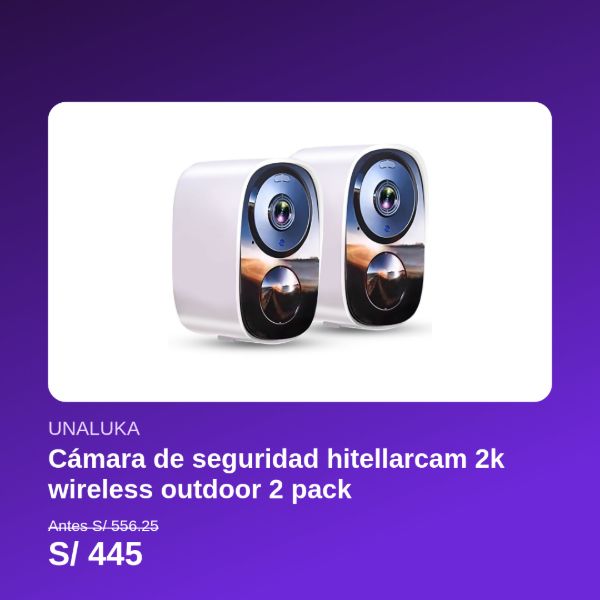 UNALUKA
Cámara de seguridad hitellarcam 2k
wireless outdoor 2 pack
Antes S/ 556.25
S/ 445